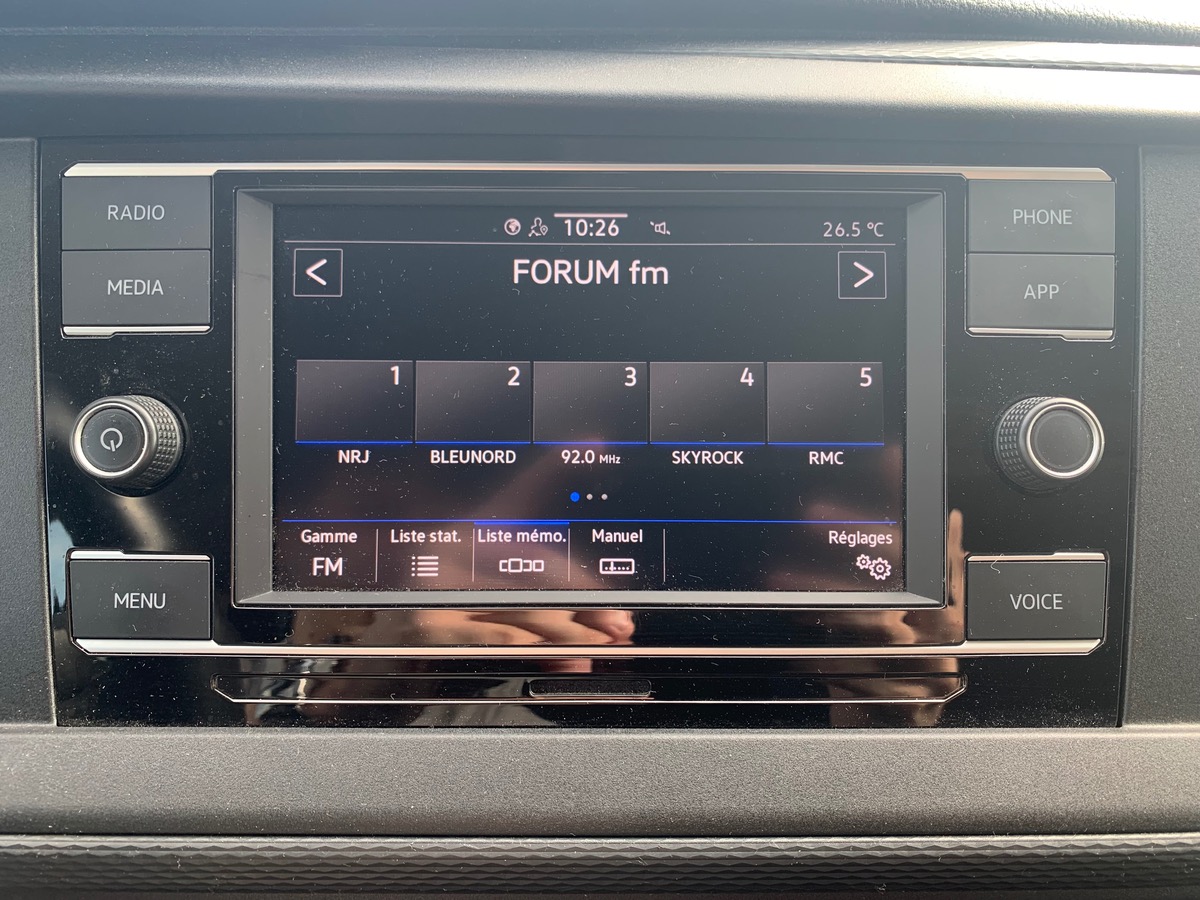 RADIO
MEDIA
MENU
10:26
26.5 °C
<
FORUM fm
>
1 2 3 4 5
NRJ BLEUNORD 92.0 MHz SKYROCK RMC
Gamme Liste stat. Liste mémo. Manuel Réglages
FM
PHONE
APP
VOICE